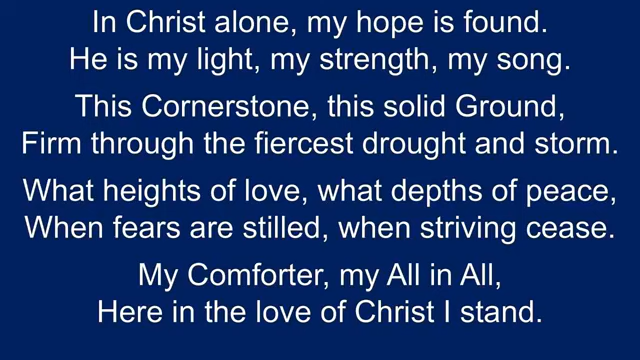 In Christ alone, my hope is found.
He is my light, my strength, my song.
This Cornerstone, this solid Ground,
Firm through the fiercest drought and storm.
What heights of love, what depths of peace,
When fears are stilled, when striving cease.
My Comforter, my All in All,
Here in the love of Christ I stand.